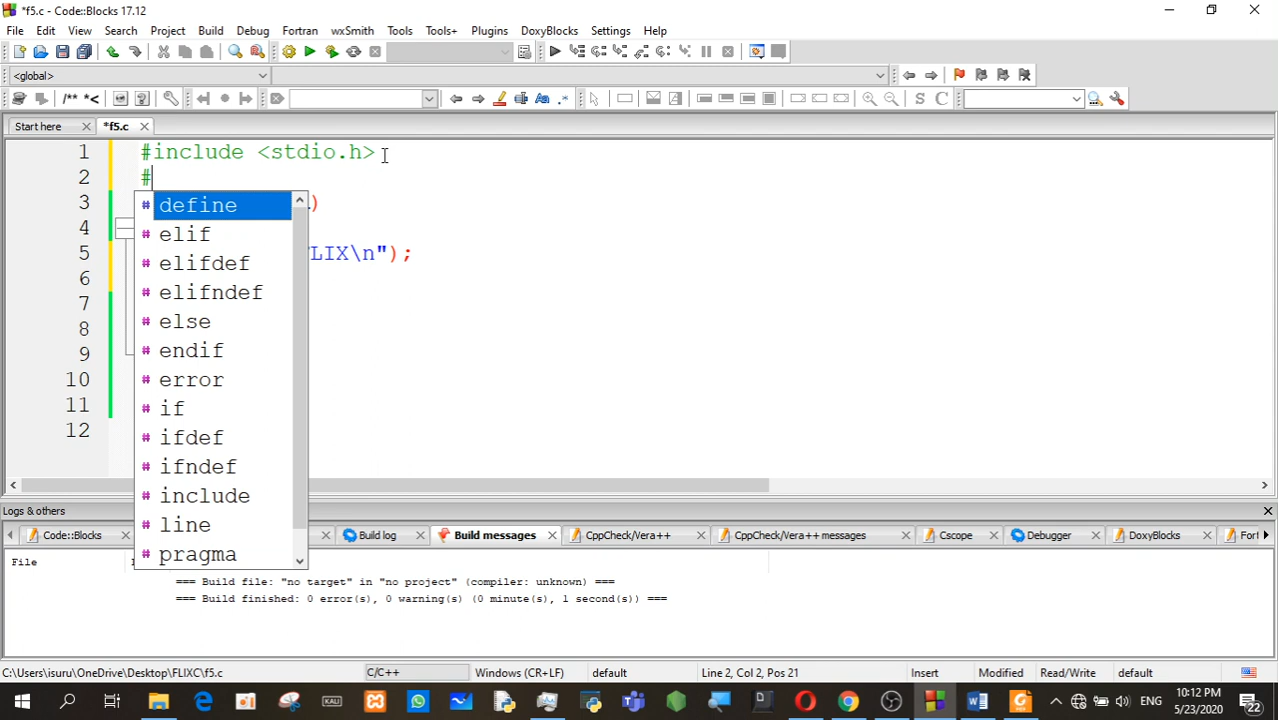 *f5.c - Code::Blocks 17.12
File Edit View Search Project Build Debug Fortran wxSmith Tools Tools+ Plugins DoxyBlocks Settings Help
<global>
/** *<
S C
Start here *f5.c
1 #include <stdio.h>
2 #
define
3 )
elif
4
5 FLIX\n");
elifdef
6
elifndef
7
else
8
endif
9
error
10
if
11
ifdef
12
ifndef
include
line
pragma
Logs & others
Code::Blocks Build log Build messages CppCheck/Vera++ CppCheck/Vera++ messages Cscope Debugger DoxyBlocks Fort
File
=== Build file: "no target" in "no project" (compiler: unknown) ===
=== Build finished: 0 error(s), 0 warning(s) (0 minute(s), 1 second(s)) ===
C:\Users\isuru\OneDrive\Desktop\FLIXC\f5.c C/C++ Windows (CR+LF) default Line 2, Col 2, Pos 21 Insert Modified Read/Write default
KALI
ENG
10:12 PM
5/23/2020
22